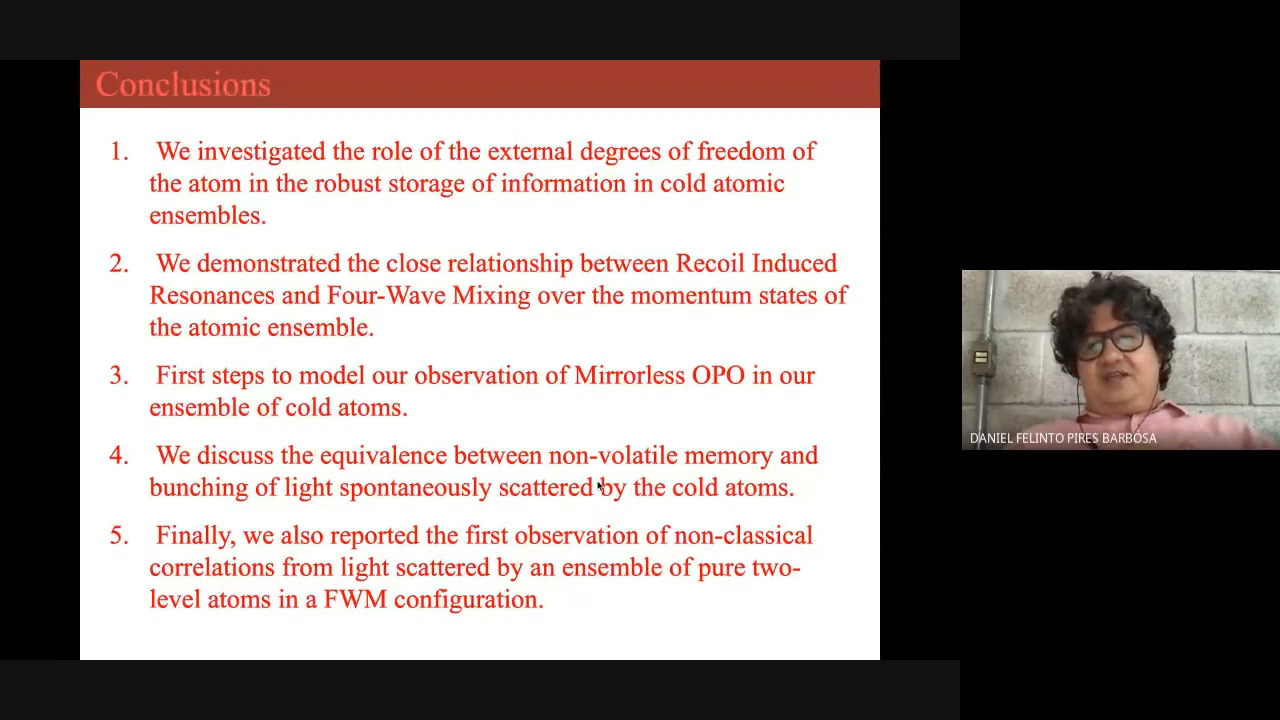 Conclusions
1. We investigated the role of the external degrees of freedom of
the atom in the robust storage of information in cold atomic
ensembles.
2. We demonstrated the close relationship between Recoil Induced
Resonances and Four-Wave Mixing over the momentum states of
the atomic ensemble.
3. First steps to model our observation of Mirrorless OPO in our
ensemble of cold atoms.
4. We discuss the equivalence between non-volatile memory and
bunching of light spontaneously scattered by the cold atoms.
5. Finally, we also reported the first observation of non-classical
correlations from light scattered by an ensemble of pure two-
level atoms in a FWM configuration.
DANIEL FELINTO PIRES BARBOSA